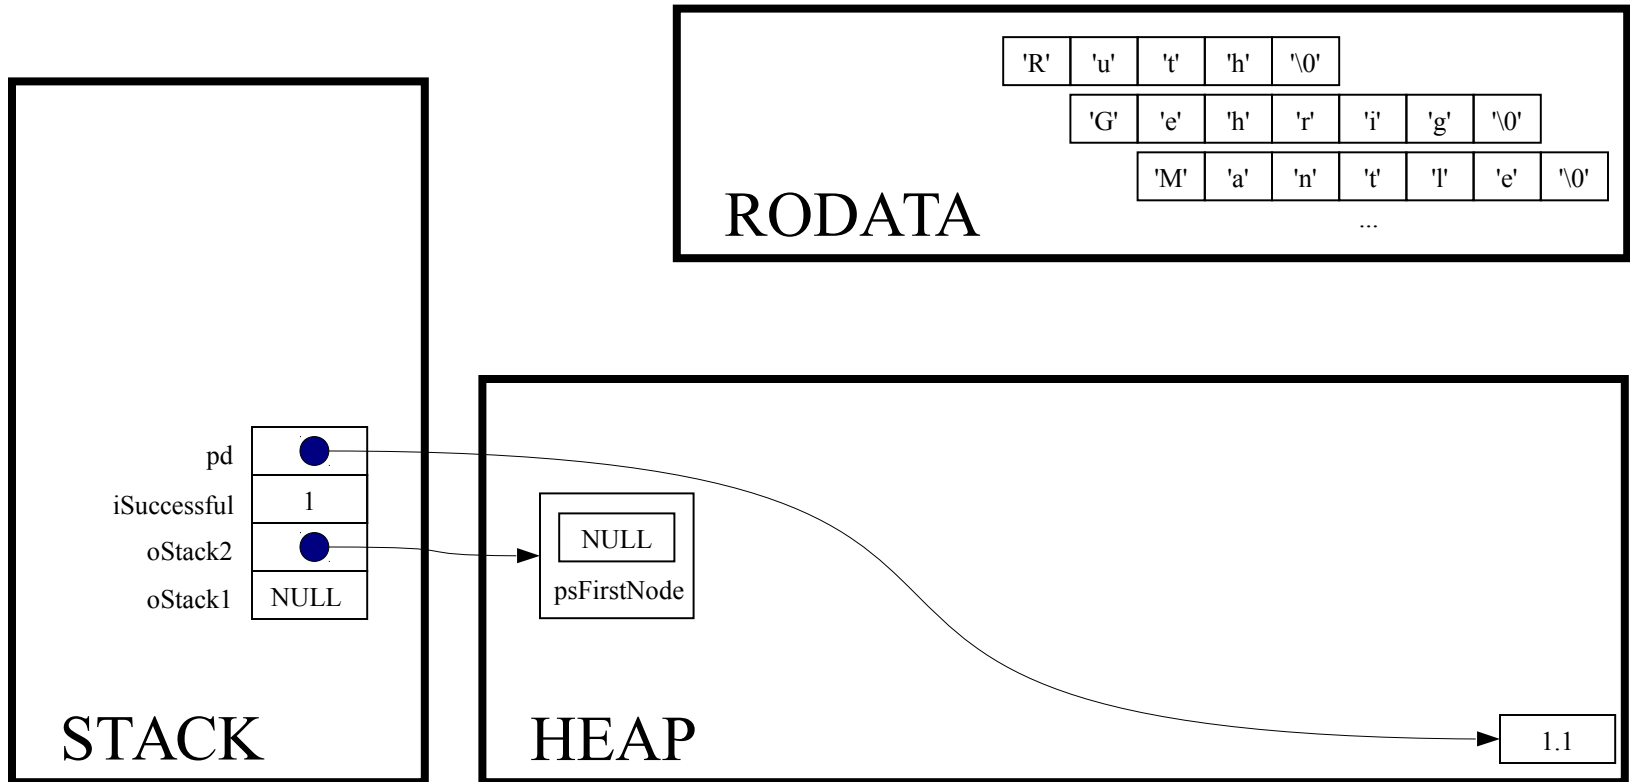 'R' 'u' 't' 'h' '\0'
'G' 'e' 'h' 'r' 'i' 'g' '\0'
'M' 'a' 'n' 't' 'l' 'e' '\0'
...
RODATA
pd
iSuccessful 1
oStack2
oStack1 NULL
STACK
NULL
psFirstNode
1.1
HEAP